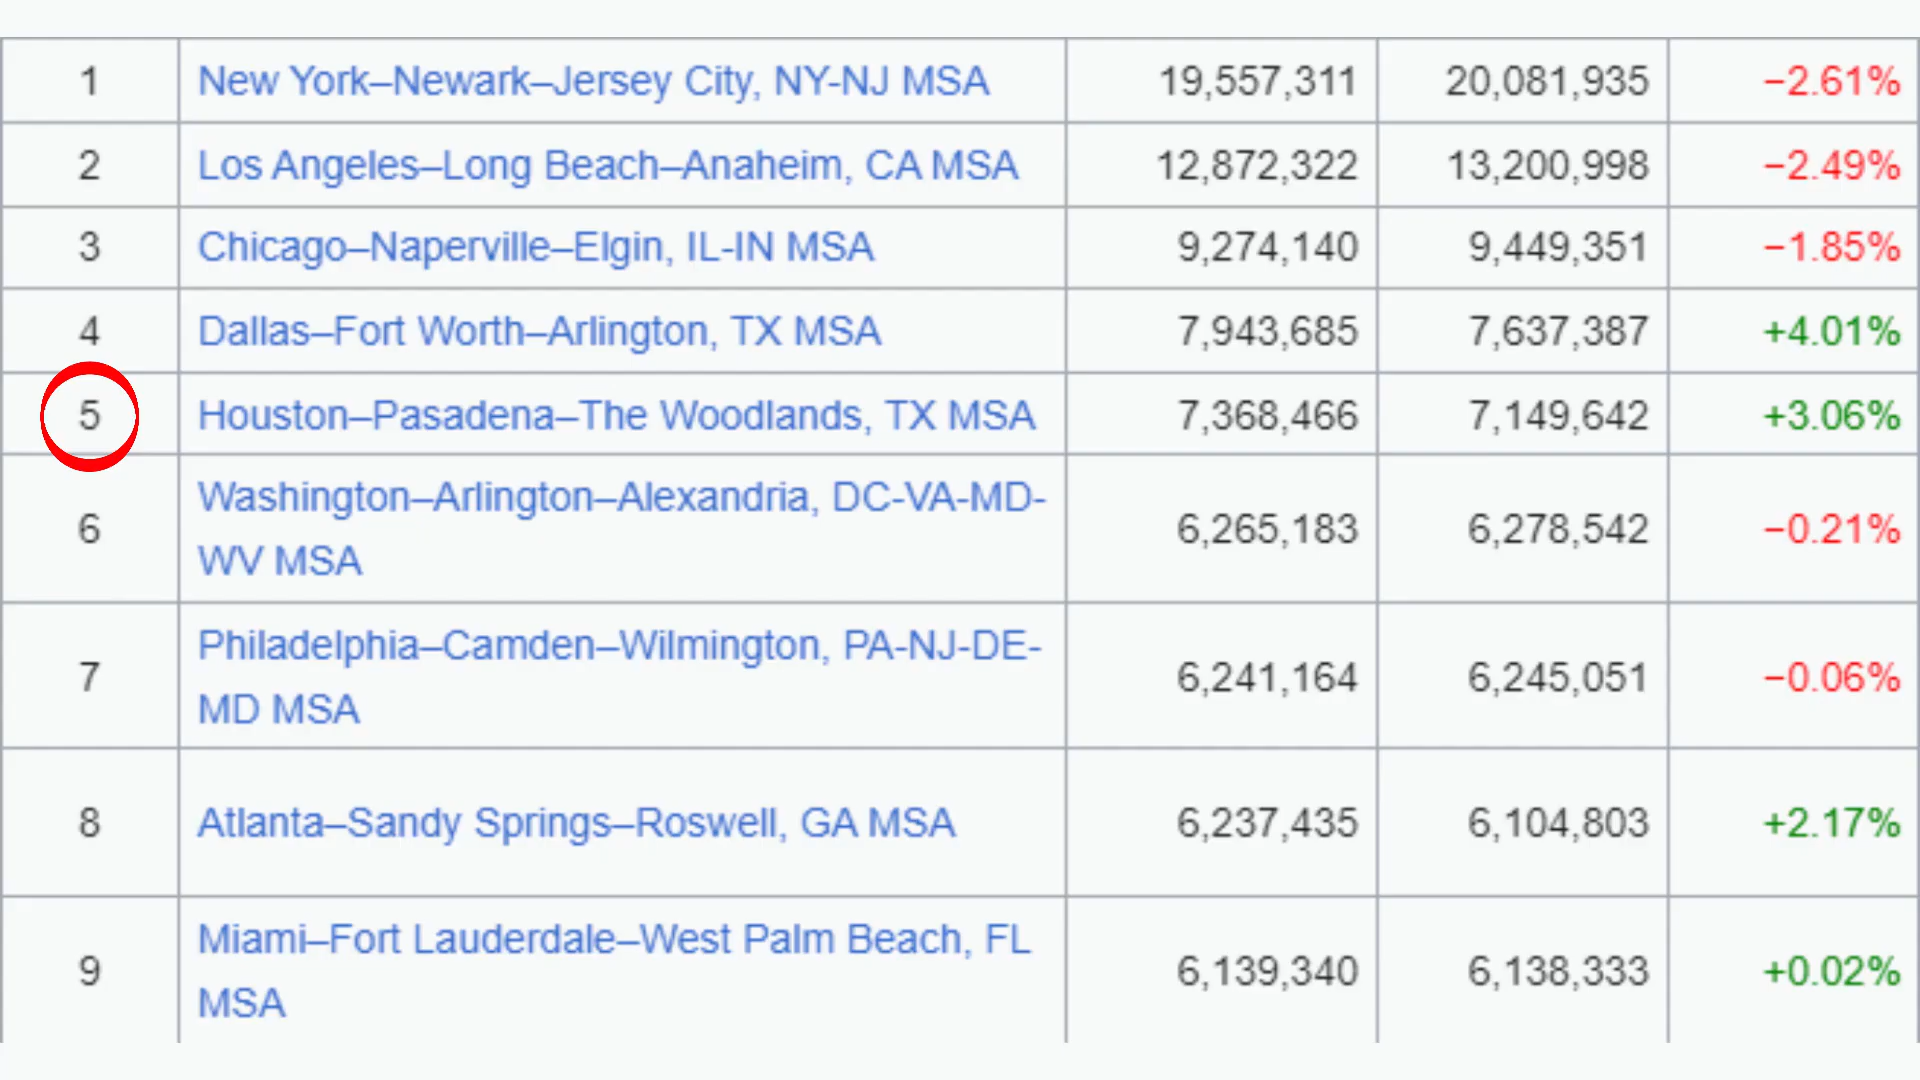 1 New York–Newark–Jersey City, NY-NJ MSA 19,557,311 20,081,935 −2.61%
2 Los Angeles–Long Beach–Anaheim, CA MSA 12,872,322 13,200,998 −2.49%
3 Chicago–Naperville–Elgin, IL-IN MSA 9,274,140 9,449,351 −1.85%
4 Dallas–Fort Worth–Arlington, TX MSA 7,943,685 7,637,387 +4.01%
5 Houston–Pasadena–The Woodlands, TX MSA 7,368,466 7,149,642 +3.06%
Washington–Arlington–Alexandria, DC-VA-MD-
6 WV MSA 6,265,183 6,278,542 −0.21%
Philadelphia–Camden–Wilmington, PA-NJ-DE-
7 MD MSA 6,241,164 6,245,051 −0.06%
8 Atlanta–Sandy Springs–Roswell, GA MSA 6,237,435 6,104,803 +2.17%
Miami–Fort Lauderdale–West Palm Beach, FL
9 MSA 6,139,340 6,138,333 +0.02%